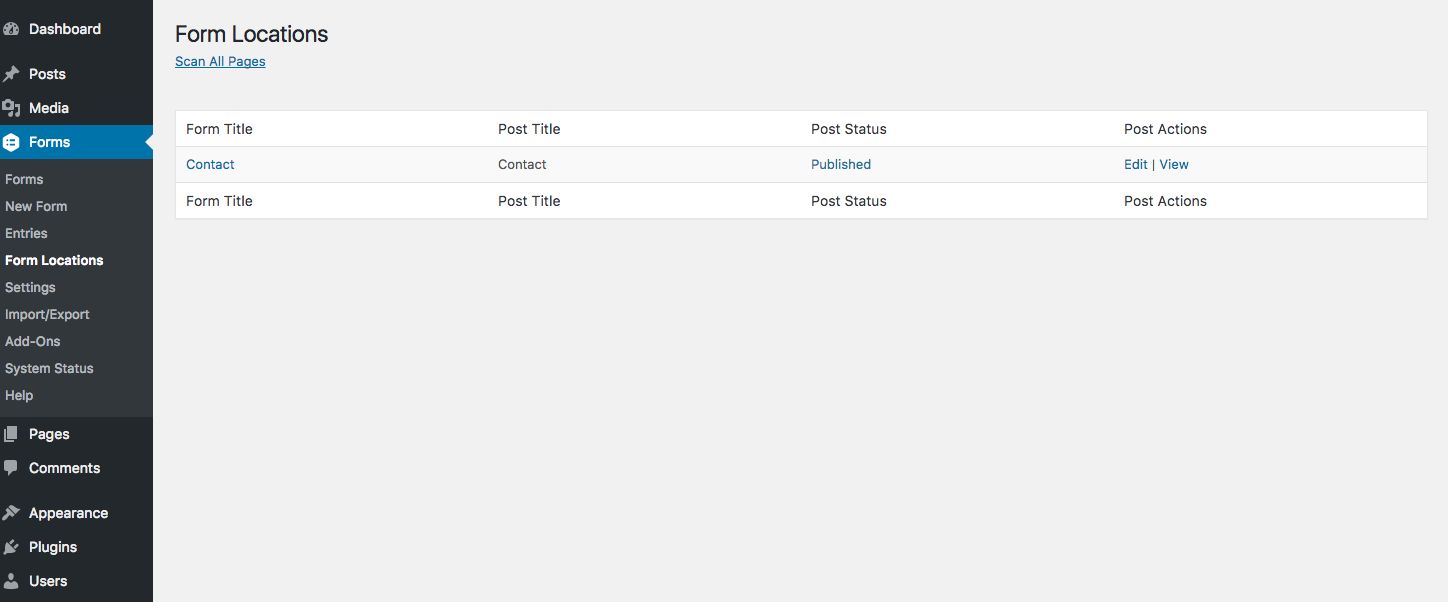 Dashboard
Posts
Media
Forms
Forms
New Form
Entries
Form Locations
Settings
Import/Export
Add-Ons
System Status
Help
Pages
Comments
Appearance
Plugins
Users
Form Locations
Scan All Pages
Form Title Post Title Post Status Post Actions
Contact Contact Published Edit | View
Form Title Post Title Post Status Post Actions